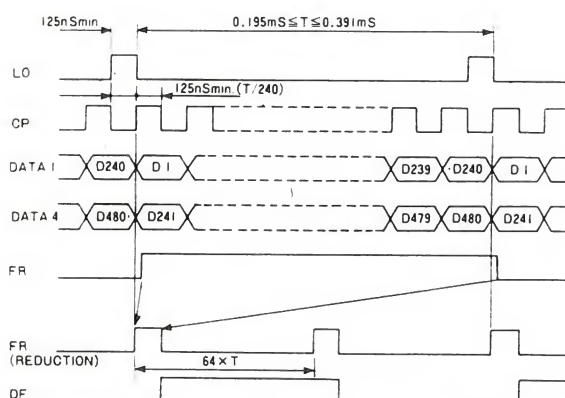 125nSmin
0.195mS≦T≦0.391mS
LO
125nSmin.(T/240)
CP
DATA 1 D240 D1 D239 D240 D1
DATA 4 D480 D241 D479 D480 D241
FR
FR
(REDUCTION)
64×T
DF